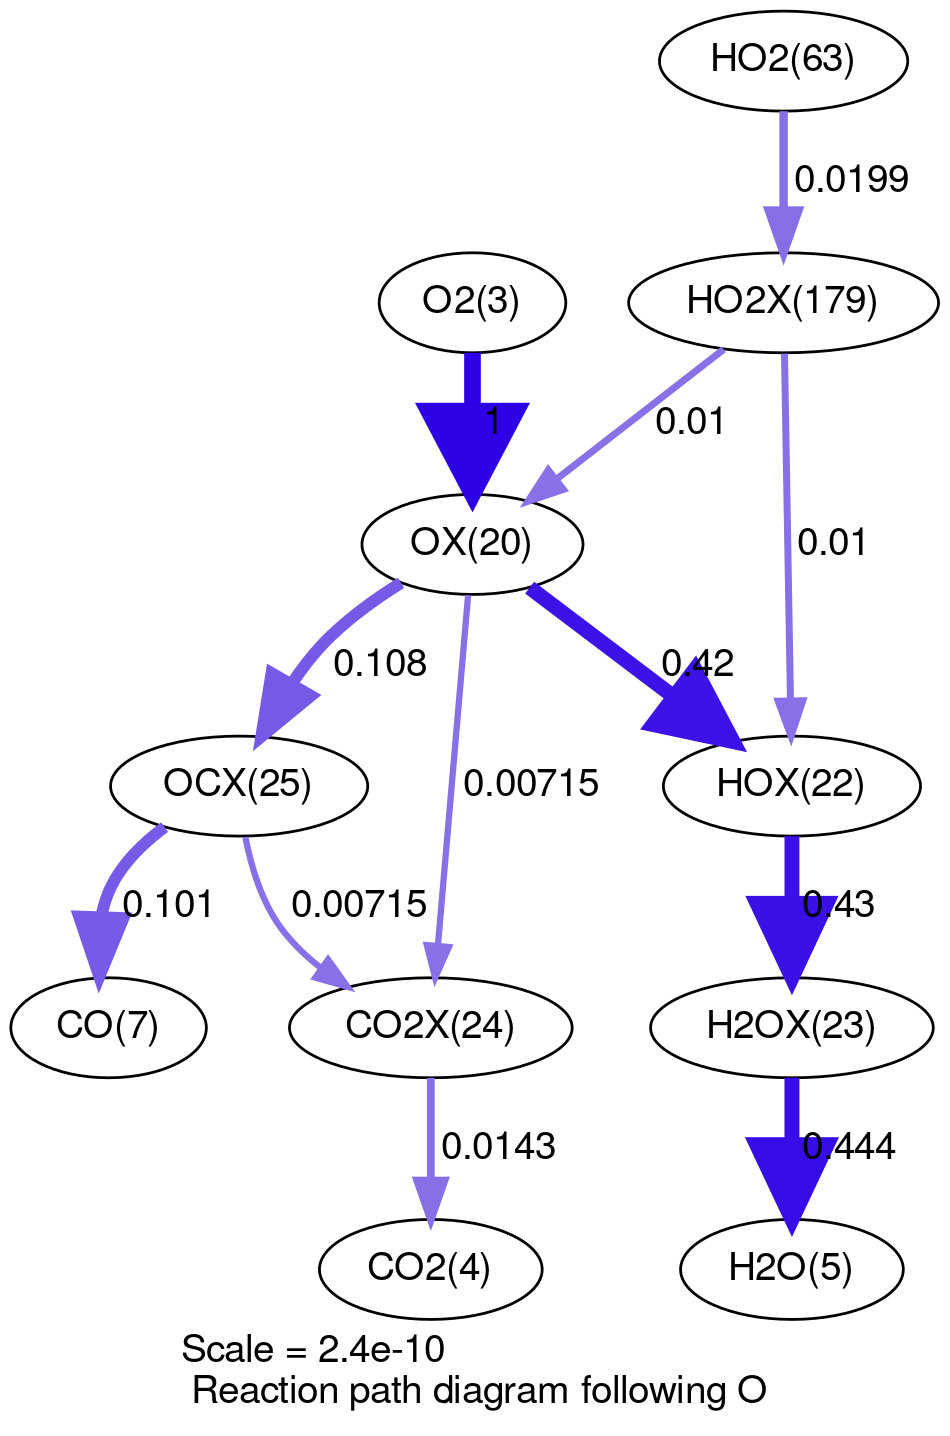 HO2(63)
0.0199
O2(3)
HO2X(179)
1
0.01
OX(20)
0.01
0.108
0.42
OCX(25)
0.00715
HOX(22)
0.101
0.00715
0.43
CO(7)
CO2X(24)
H2OX(23)
0.0143
0.444
CO2(4)
H2O(5)
Scale = 2.4e-10
Reaction path diagram following O